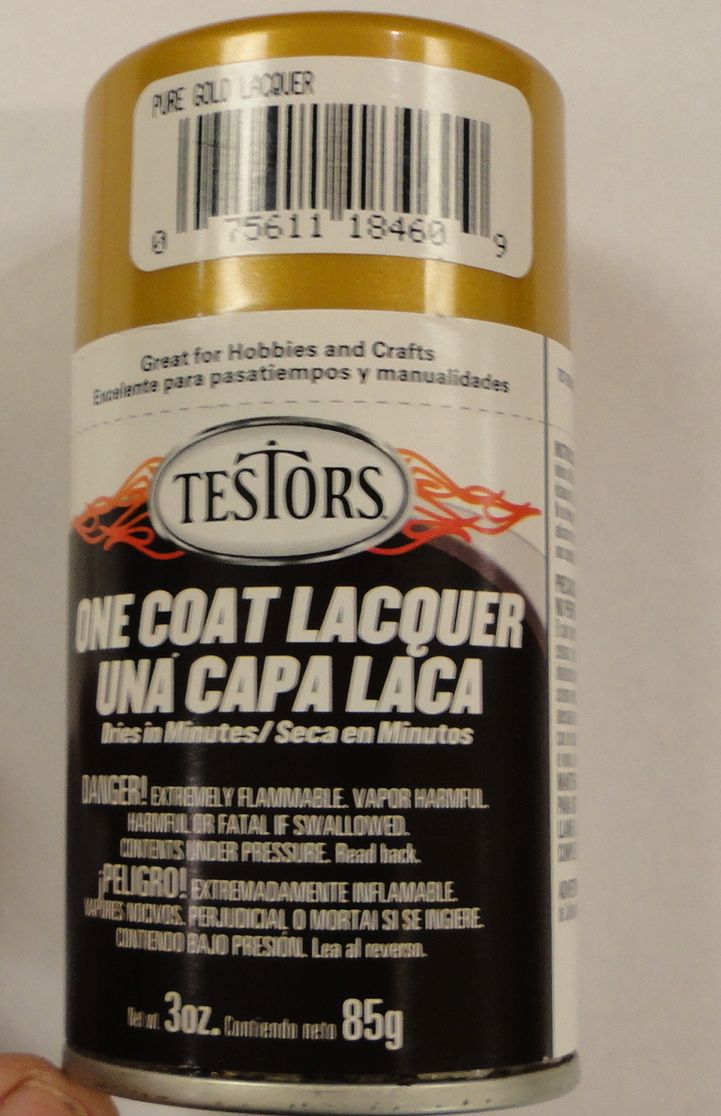 PURE GOLD LACQUER
0 75611 18460 9
Great for Hobbies and Crafts
Excelente para pasatiempos y manualidades
TESTORS
ONE COAT LACQUER
UNA CAPA LACA
Dries in Minutes/ Seca en Minutos
DANGER! EXTREMELY FLAMMABLE. VAPOR HARMFUL.
HARMFUL OR FATAL IF SWALLOWED.
CONTENTS UNDER PRESSURE. Read back.
¡PELIGRO! EXTREMADAMENTE INFLAMABLE.
VAPORES NOCIVOS. PERJUDICIAL O MORTAL SI SE INGIERE.
CONTENIDO BAJO PRESIÓN. Lea al reverso.
Net wt. 3oz. Contiendo neto 85g